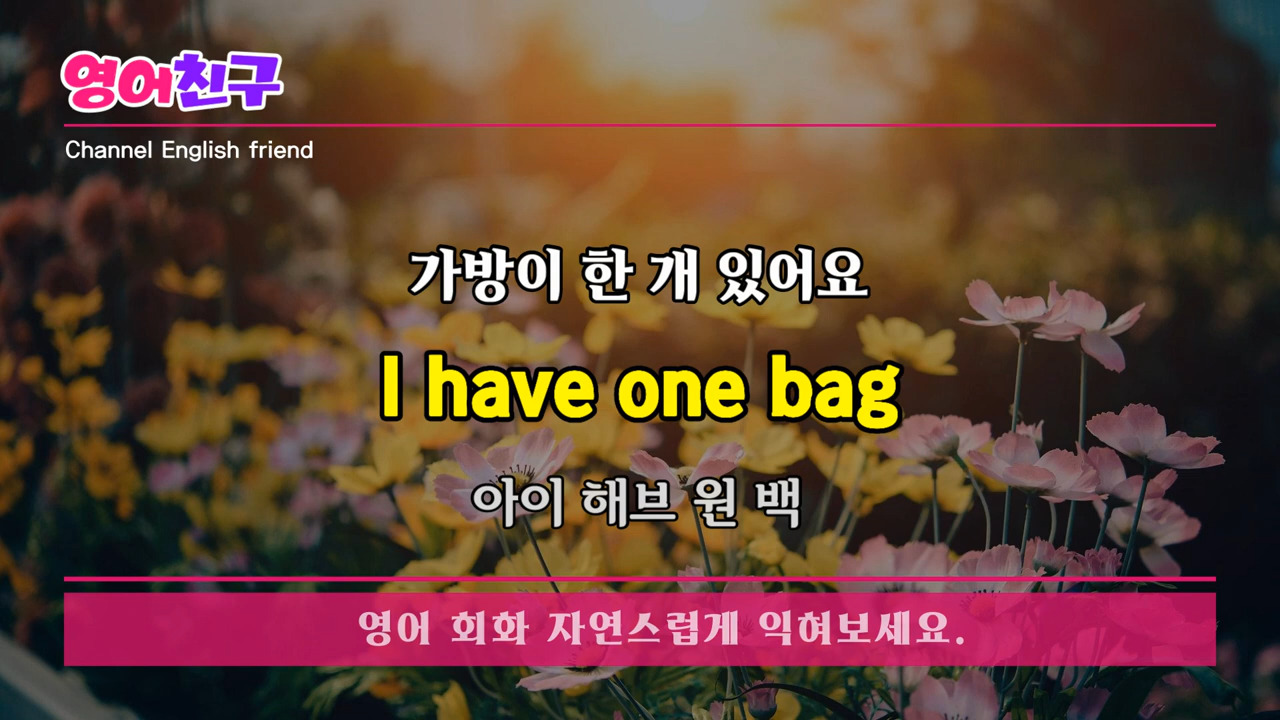 영어친구
Channel English friend
가방이 한 개 있어요
I have one bag
아이 해브 원 백
영어 회화 자연스럽게 익혀보세요.